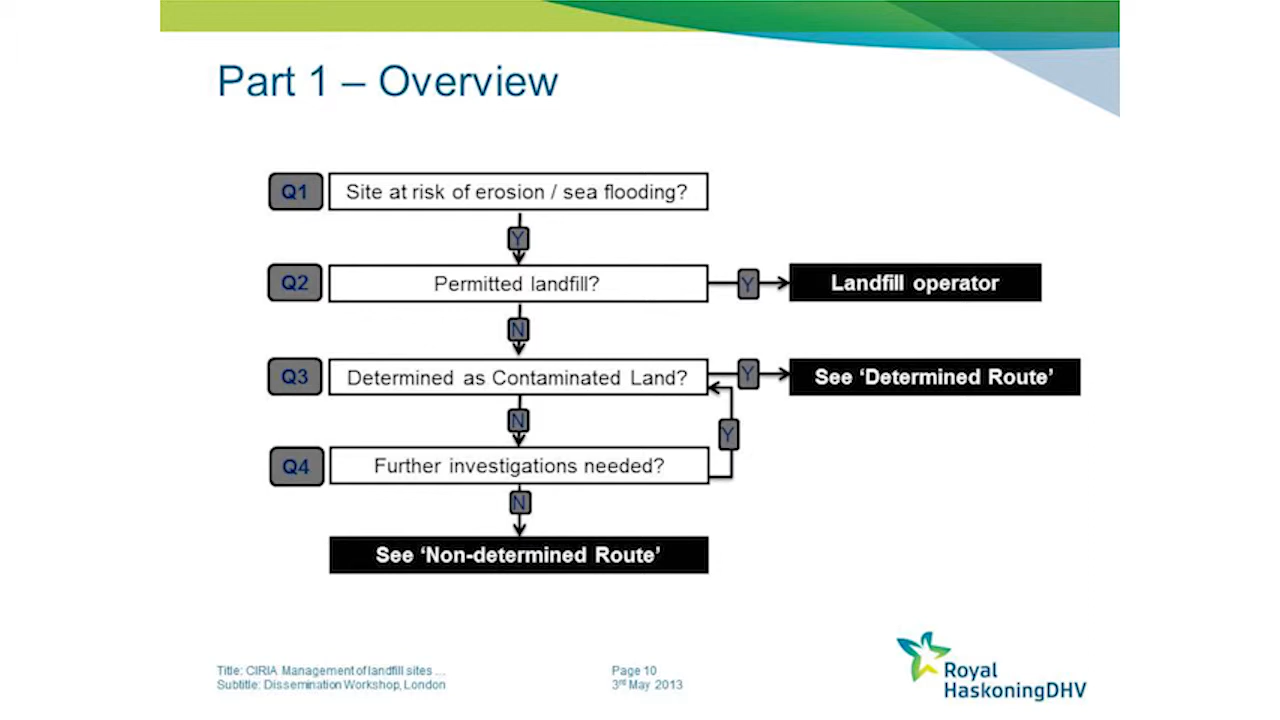 Part 1 – Overview
Q1 Site at risk of erosion / sea flooding?
Y
Q2 Permitted landfill? Y Landfill operator
N
Q3 Determined as Contaminated Land? Y See ‘Determined Route’
N Y
Q4 Further investigations needed?
N
See ‘Non-determined Route’
Title: CIRIA Management of landfill sites ... Page 10
Subtitle: Dissemination Workshop, London 3rd May 2013
Royal
HaskoningDHV